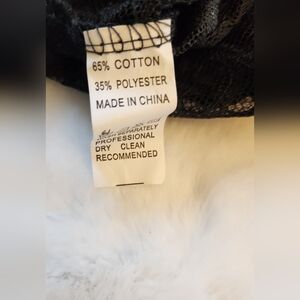 65% COTTON
35% POLYESTER
MADE IN CHINA
SEPARATELY
PROFESSIONAL
DRY CLEAN
RECOMMENDED